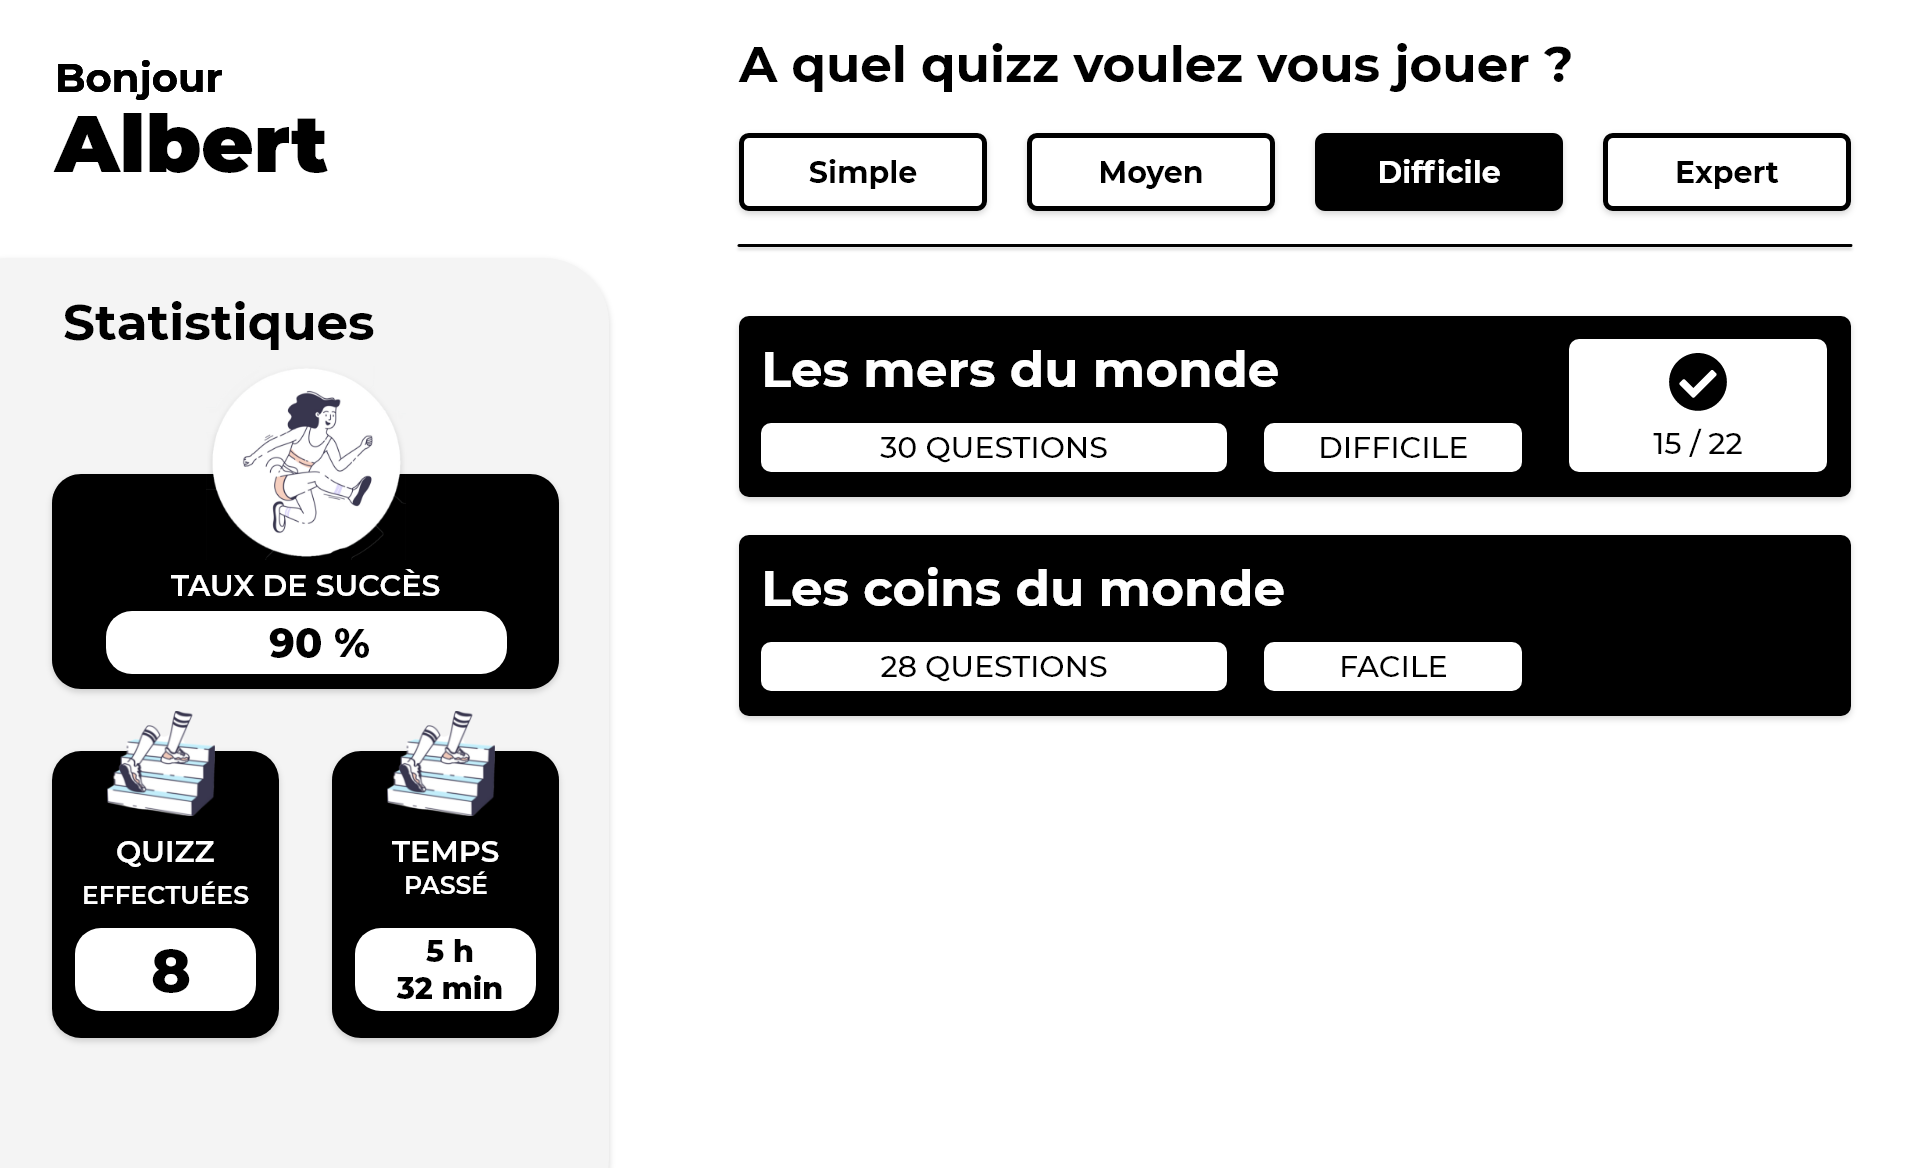 Bonjour
Albert
Statistiques
TAUX DE SUCCÈS
90 %
QUIZZ
EFFECTUÉES
8
TEMPS
PASSÉ
5 h
32 min
A quel quizz voulez vous jouer ?
Simple
Moyen
Difficile
Expert
Les mers du monde
30 QUESTIONS
DIFFICILE
15 / 22
Les coins du monde
28 QUESTIONS
FACILE